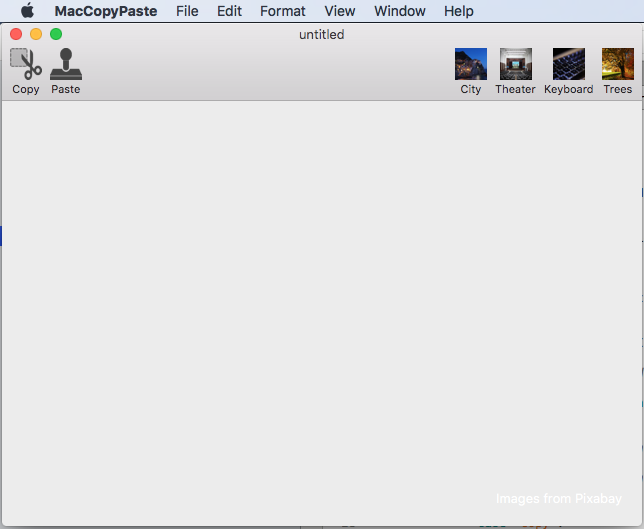 MacCopyPaste File Edit Format View Window Help
untitled
Copy Paste City Theater Keyboard Trees
Images from Pixabay